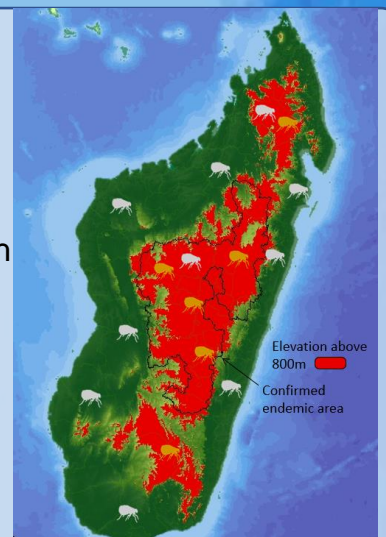 n
Elevation above
800m
Confirmed
endemic area